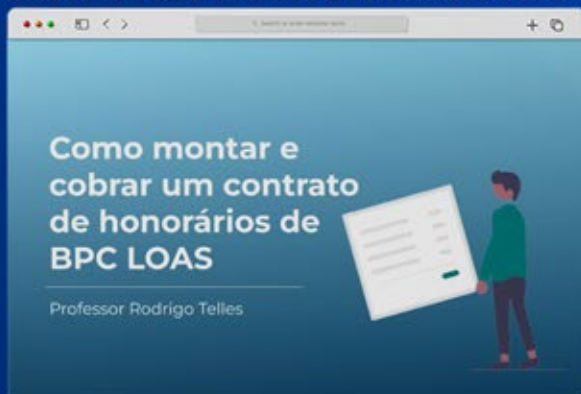 Como montar e
cobrar um contrato
de honorários de
BPC LOAS
Professor Rodrigo Telles